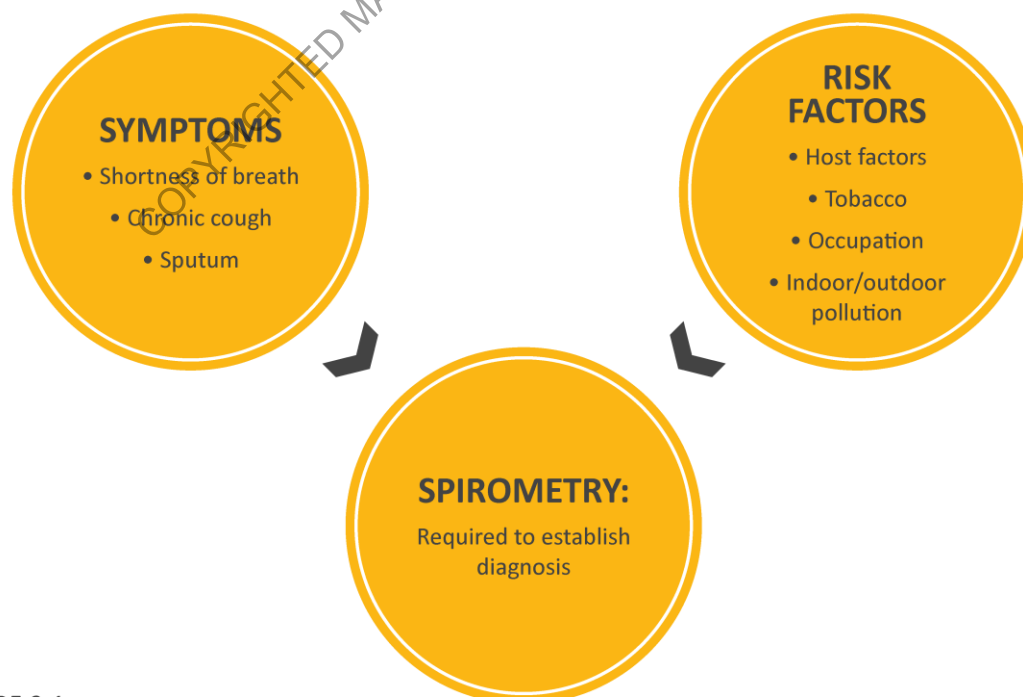 SYMPTOMS
• Shortness of breath
• Chronic cough
• Sputum
RISK
FACTORS
• Host factors
• Tobacco
• Occupation
• Indoor/outdoor
pollution
SPIROMETRY:
Required to establish
diagnosis
COPYRIGHTED